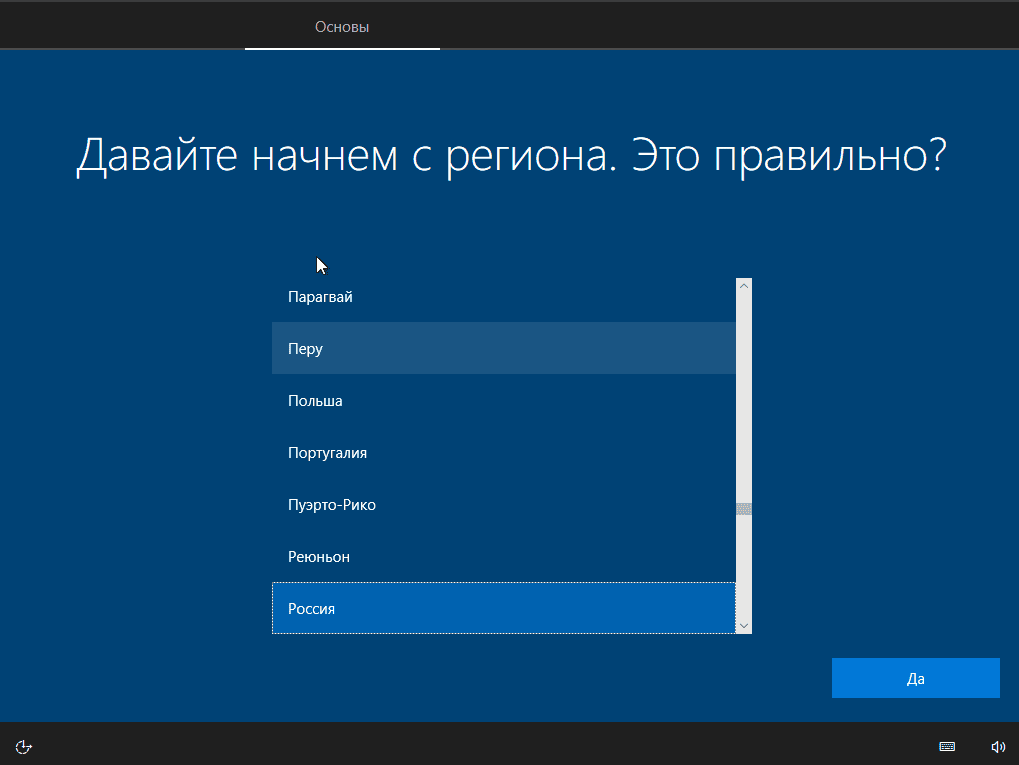 Основы
Давайте начнем с региона. Это правильно?
Парагвай
Перу
Польша
Португалия
Пуэрто-Рико
Реюньон
Россия
Да